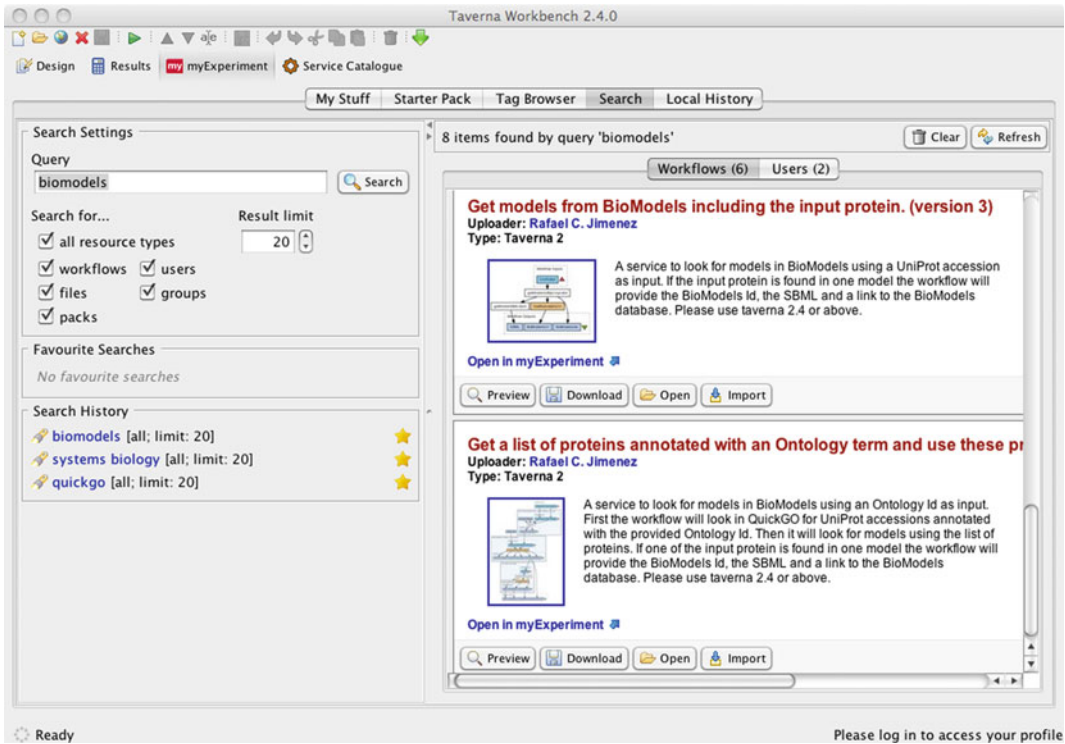 Taverna Workbench 2.4.0
Design Results my myExperiment Service Catalogue
My Stuff Starter Pack Tag Browser Search Local History
Search Settings
Query
biomodels Search
Search for... Result limit
all resource types 20
workflows users
files groups
packs
Favourite Searches
No favourite searches
Search History
biomodels [all; limit: 20]
systems biology [all; limit: 20]
quickgo [all; limit: 20]
8 items found by query 'biomodels' Clear Refresh
Workflows (6) Users (2)
Get models from BioModels including the input protein. (version 3)
Uploader: Rafael C. Jimenez
Type: Taverna 2
A service to look for models in BioModels using a UniProt accession
as input. If the input protein is found in one model the workflow will
provide the BioModels Id, the SBML and a link to the BioModels
database. Please use taverna 2.4 or above.
Open in myExperiment
Preview Download Open Import
Get a list of proteins annotated with an Ontology term and use these pr
Uploader: Rafael C. Jimenez
Type: Taverna 2
A service to look for models in BioModels using an Ontology Id as input.
First the workflow will look in QuickGO for UniProt accessions annotated
with the provided Ontology Id. Then it will look for models using the list of
proteins. If one of the input protein is found in one model the workflow will
provide the BioModels Id, the SBML and a link to the BioModels
database. Please use taverna 2.4 or above.
Open in myExperiment
Preview Download Open Import
Ready Please log in to access your profile